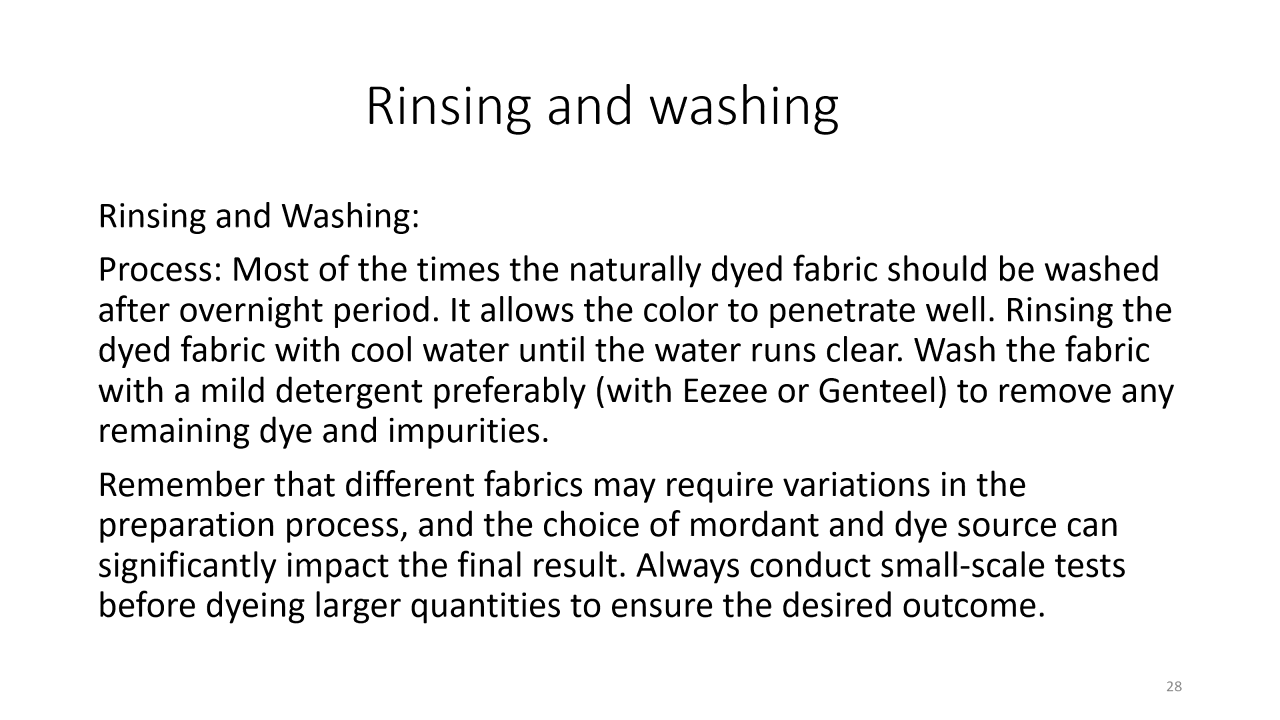 Rinsing and washing
Rinsing and Washing:
Process: Most of the times the naturally dyed fabric should be washed
after overnight period. It allows the color to penetrate well. Rinsing the
dyed fabric with cool water until the water runs clear. Wash the fabric
with a mild detergent preferably (with Eezee or Genteel) to remove any
remaining dye and impurities.
Remember that different fabrics may require variations in the
preparation process, and the choice of mordant and dye source can
significantly impact the final result. Always conduct small-scale tests
before dyeing larger quantities to ensure the desired outcome.
28